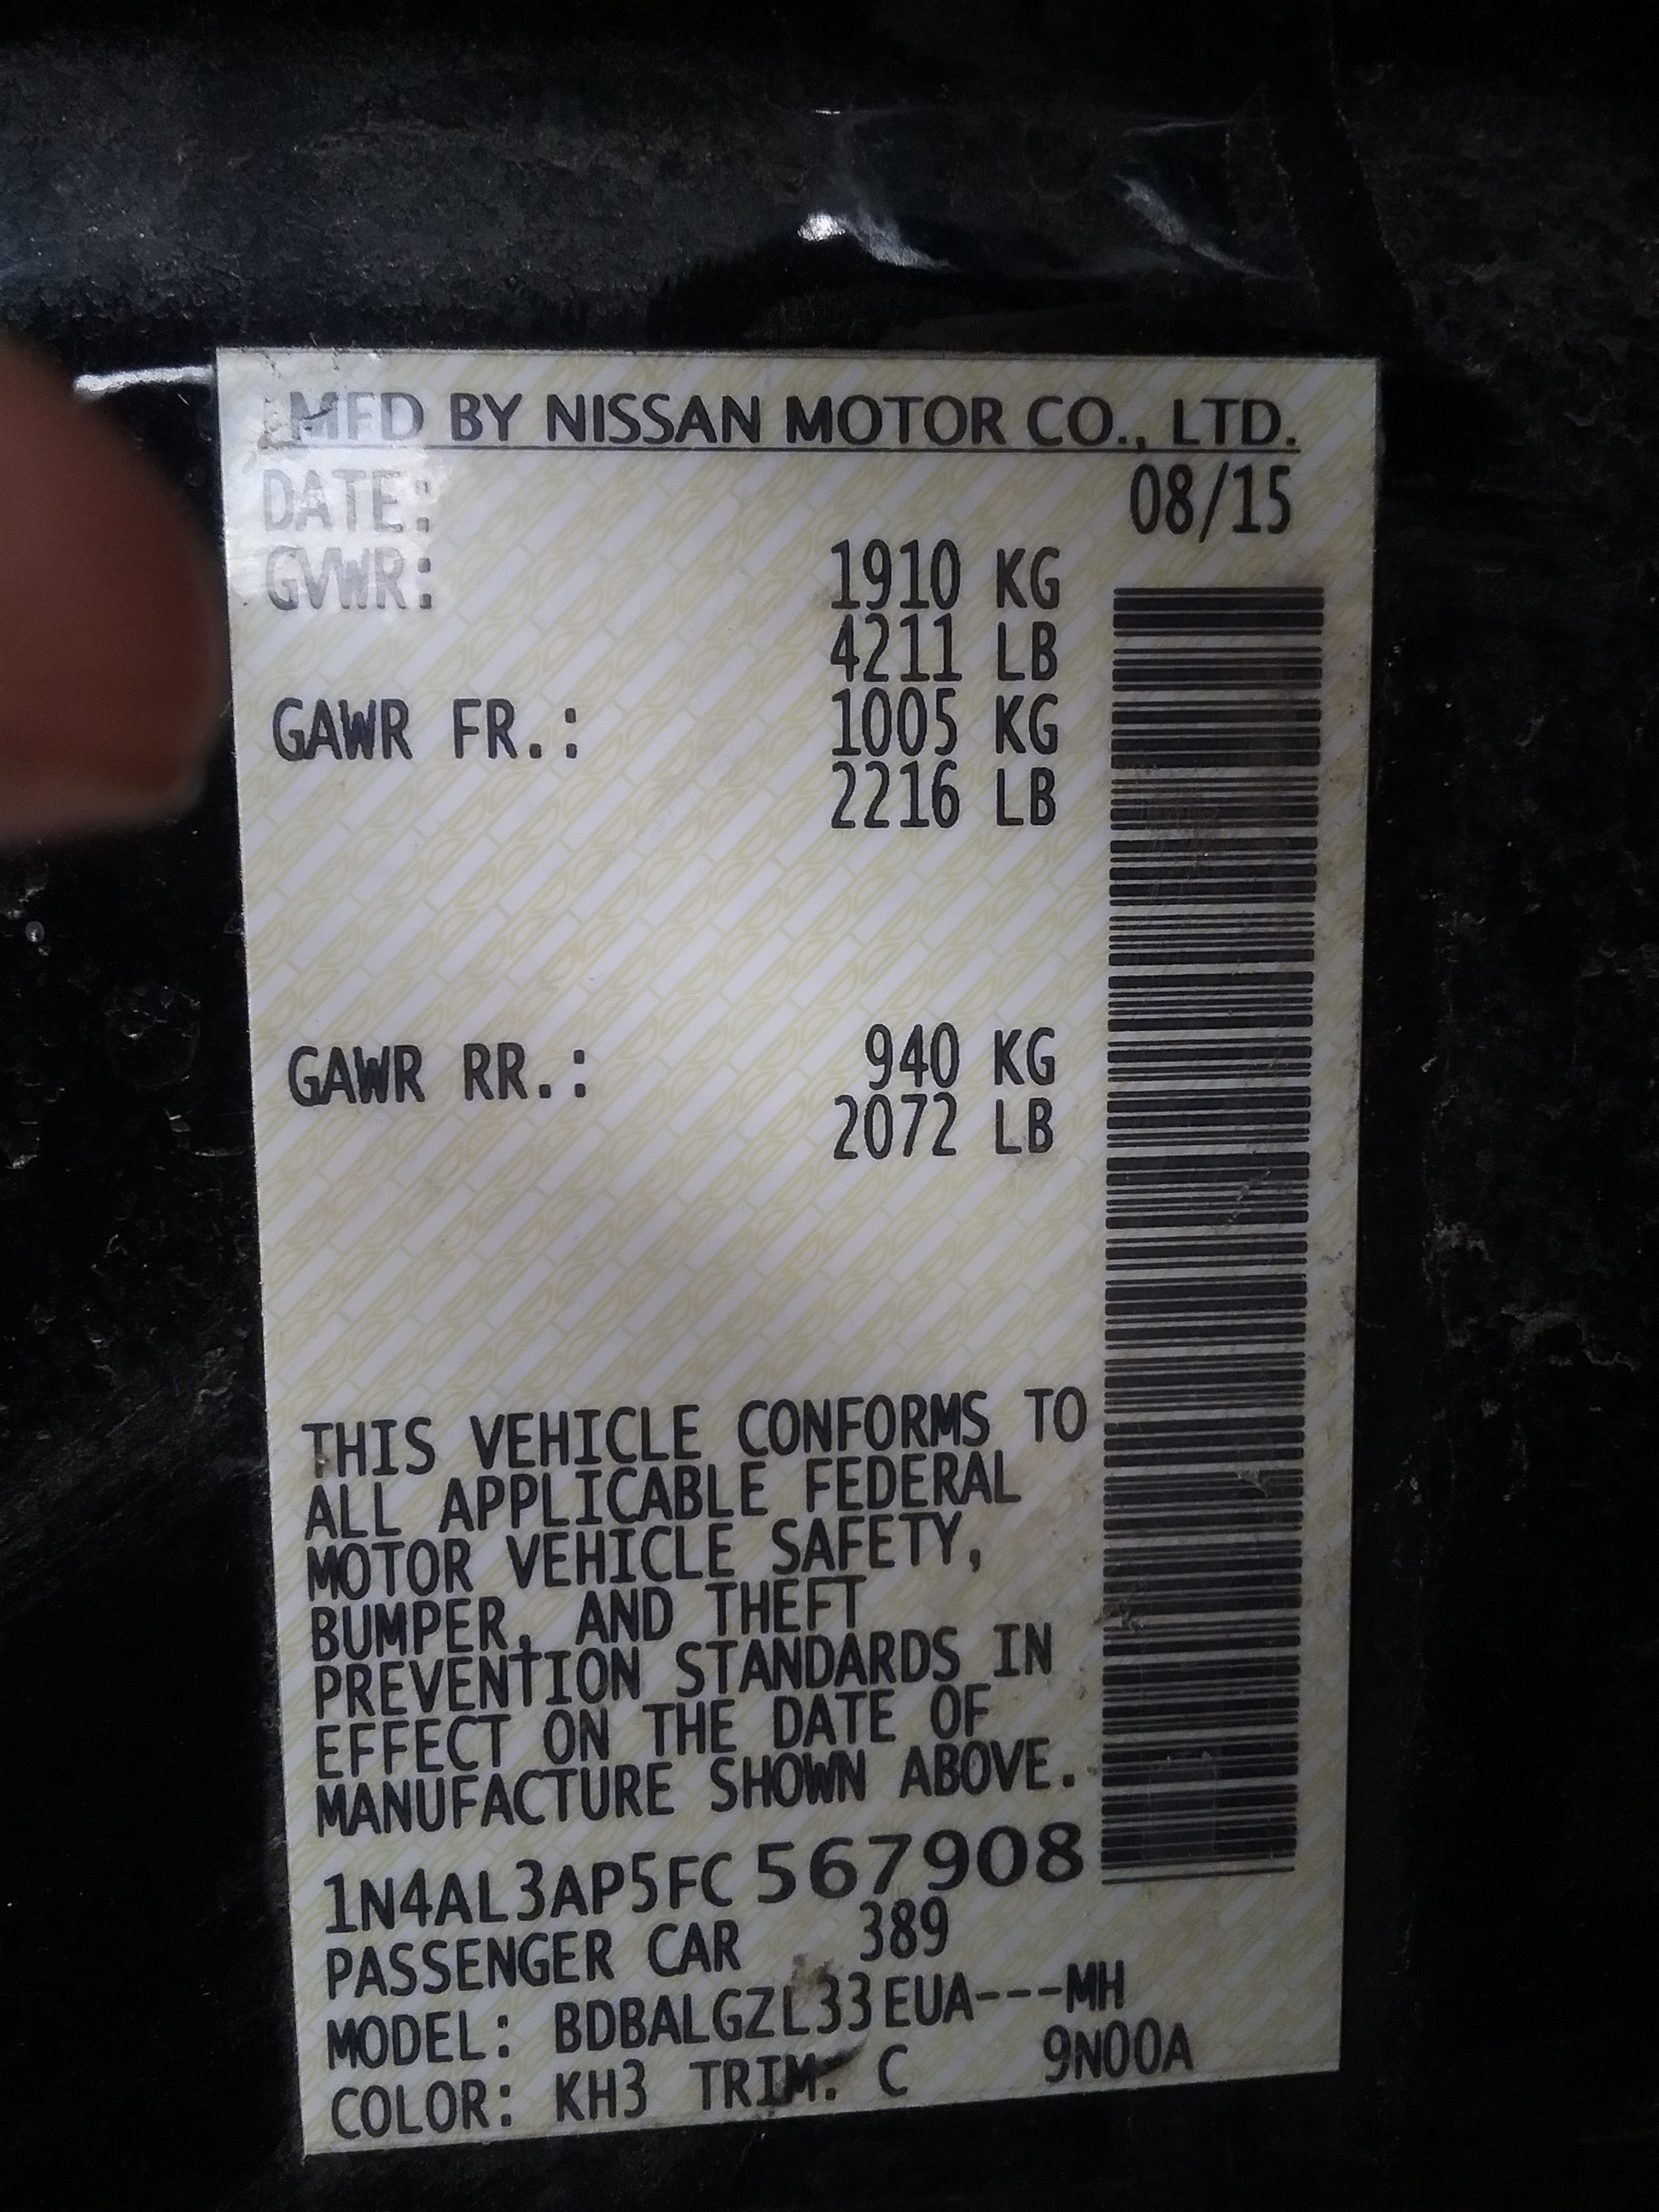 MFD BY NISSAN MOTOR CO., LTD.
DATE: 08/15
GVWR: 1910 KG
4211 LB
GAWR FR.: 1005 KG
2216 LB
GAWR RR.: 940 KG
2072 LB
THIS VEHICLE CONFORMS TO
ALL APPLICABLE FEDERAL
MOTOR VEHICLE SAFETY,
BUMPER, AND THEFT
PREVENTION STANDARDS IN
EFFECT ON THE DATE OF
MANUFACTURE SHOWN ABOVE.
1N4AL3AP5FC567908
PASSENGER CAR 389
MODEL: BDBALGZL33EUA---MH
COLOR: KH3 TRIM: C 9N00A